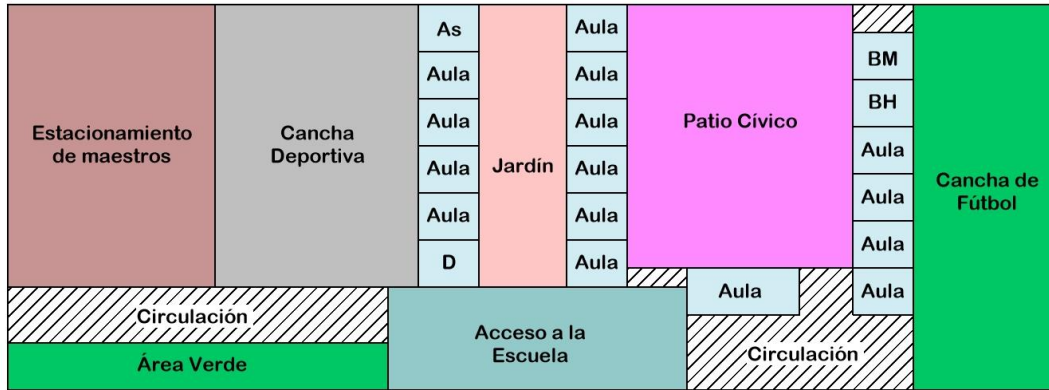 Estacionamiento
de maestros
Cancha
Deportiva
As
Aula
Aula
Aula
Aula
D
Jardín
Aula
Aula
Aula
Aula
Aula
Aula
Patio Cívico
BM
BH
Aula
Aula
Aula
Aula
Cancha de
Fútbol
Circulación
Área Verde
Acceso a la
Escuela
Aula
Circulación